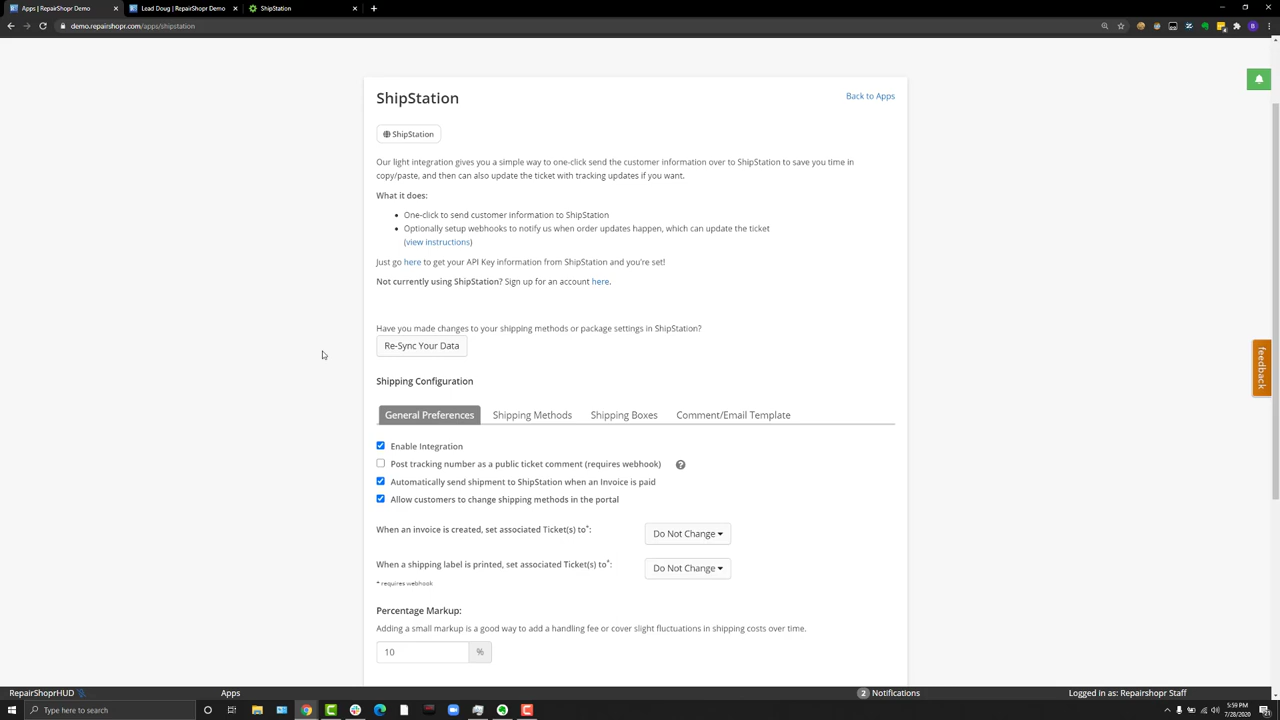 Apps | RepairShopr Demo
Lead Doug | RepairShopr Demo
ShipStation
demo.repairshopr.com/apps/shipstation
ShipStation
Back to Apps
ShipStation
Our light integration gives you a simple way to one-click send the customer information over to ShipStation to save you time in
copy/paste, and then can also update the ticket with tracking updates if you want.
What it does:
One-click to send customer information to ShipStation
Optionally setup webhooks to notify us when order updates happen, which can update the ticket
(view instructions)
Just go here to get your API Key information from ShipStation and you're set!
Not currently using ShipStation? Sign up for an account here.
Have you made changes to your shipping methods or package settings in ShipStation?
Re-Sync Your Data
feedback
Shipping Configuration
General Preferences
Shipping Methods
Shipping Boxes
Comment/Email Template
Enable Integration
Post tracking number as a public ticket comment (requires webhook)
Automatically send shipment to ShipStation when an Invoice is paid
Allow customers to change shipping methods in the portal
When an invoice is created, set associated Ticket(s) to*:
Do Not Change
When a shipping label is printed, set associated Ticket(s) to*:
Do Not Change
* requires webhook
Percentage Markup:
Adding a small markup is a good way to add a handling fee or cover slight fluctuations in shipping costs over time.
10 %
RepairShoprHUD
Apps
2 Notifications
Logged in as: Repairshopr Staff
Type here to search
5:59 PM
7/28/2020